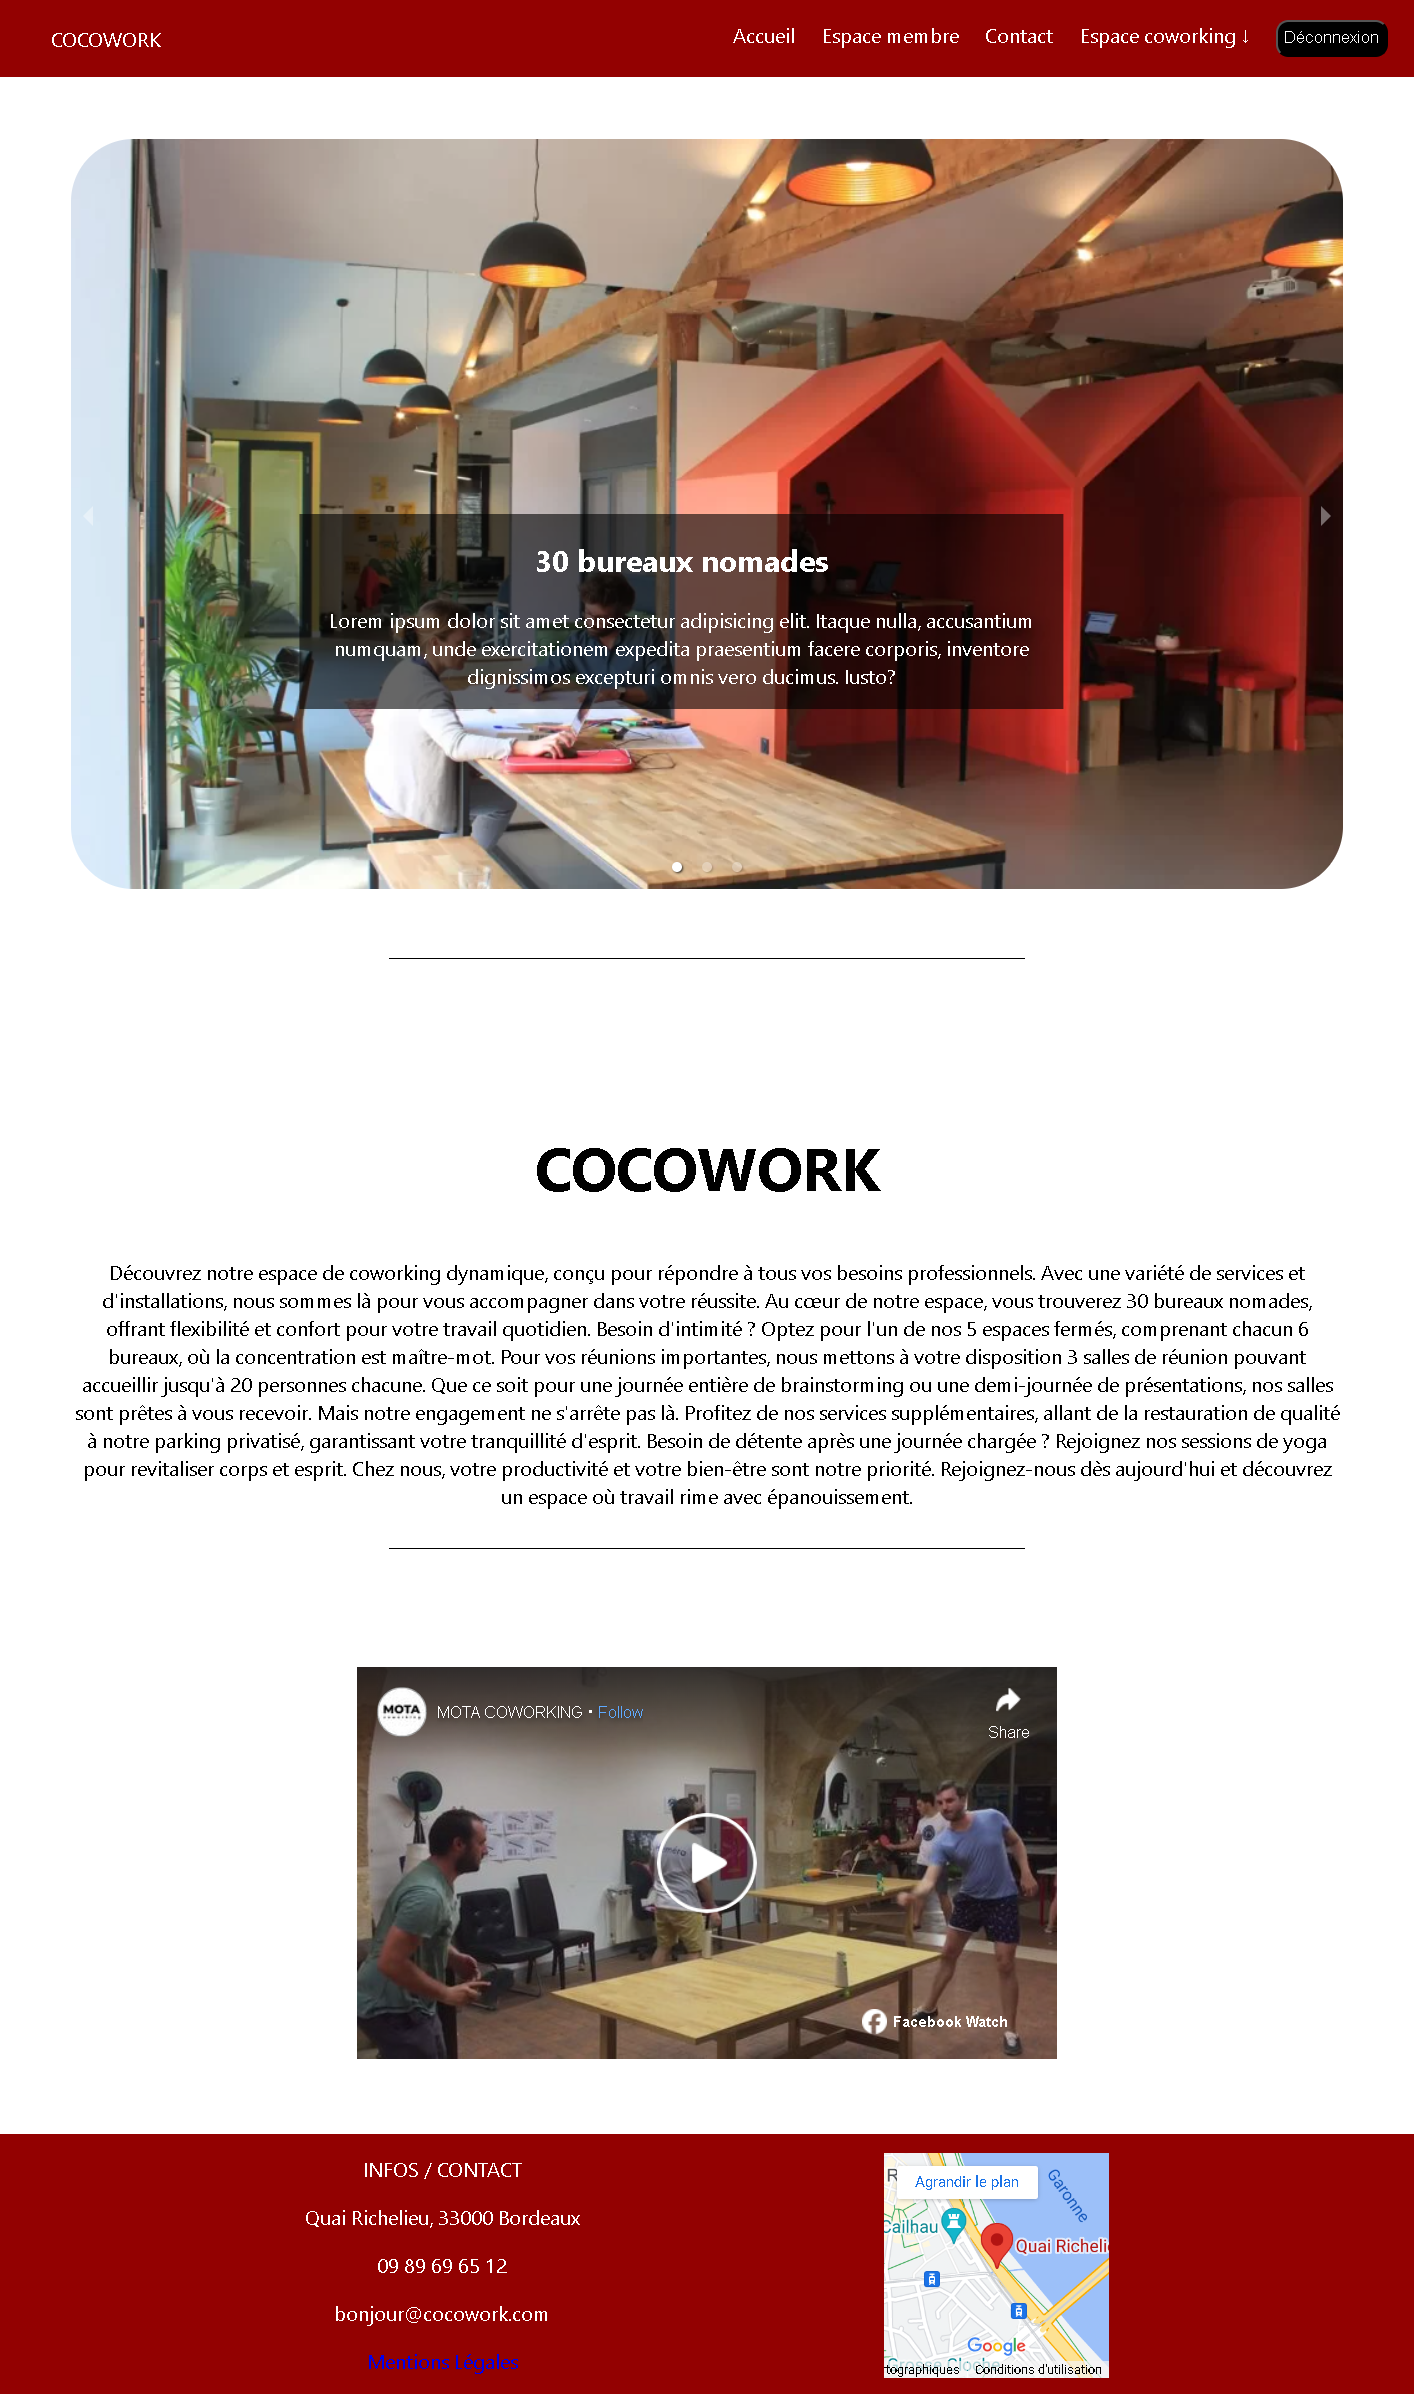 COCOWORK
Accueil
Espace membre
Contact
Espace coworking ↓
Déconnexion
30 bureaux nomades
Lorem ipsum dolor sit amet consectetur adipisicing elit. Itaque nulla, accusantium
numquam, unde exercitationem expedita praesentium facere corporis, inventore
dignissimos excepturi omnis vero ducimus. Iusto?
COCOWORK
Découvrez notre espace de coworking dynamique, conçu pour répondre à tous vos besoins professionnels. Avec une variété de services et
d'installations, nous sommes là pour vous accompagner dans votre réussite. Au cœur de notre espace, vous trouverez 30 bureaux nomades,
offrant flexibilité et confort pour votre travail quotidien. Besoin d'intimité ? Optez pour l'un de nos 5 espaces fermés, comprenant chacun 6
bureaux, où la concentration est maître-mot. Pour vos réunions importantes, nous mettons à votre disposition 3 salles de réunion pouvant
accueillir jusqu'à 20 personnes chacune. Que ce soit pour une journée entière de brainstorming ou une demi-journée de présentations, nos salles
sont prêtes à vous recevoir. Mais notre engagement ne s'arrête pas là. Profitez de nos services supplémentaires, allant de la restauration de qualité
à notre parking privatisé, garantissant votre tranquillité d'esprit. Besoin de détente après une journée chargée ? Rejoignez nos sessions de yoga
pour revitaliser corps et esprit. Chez nous, votre productivité et votre bien-être sont notre priorité. Rejoignez-nous dès aujourd'hui et découvrez
un espace où travail rime avec épanouissement.
MOTA
coworking
MOTA COWORKING • Follow
Share
Facebook Watch
INFOS / CONTACT
Quai Richelieu, 33000 Bordeaux
09 89 69 65 12
bonjour@cocowork.com
Mentions Légales
R
Agrandir le plan
Garonne
Cailhau
Quai Richelie
Google
Grosse Cloche
tographiques
Conditions d'utilisation